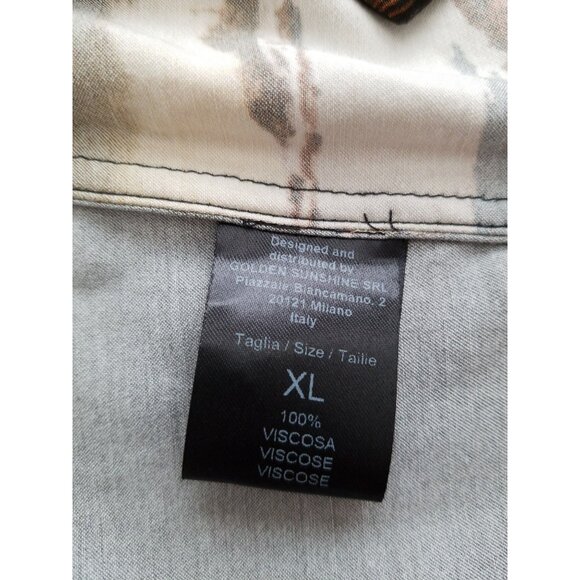 Designed and
distributed by
GOLDEN SUNSHINE SRL
Piazzale Biancamano, 2
20121 Milano
Italy
Taglia / Size / Tailie
XL
100%
VISCOSA
VISCOSE
VISCOSE